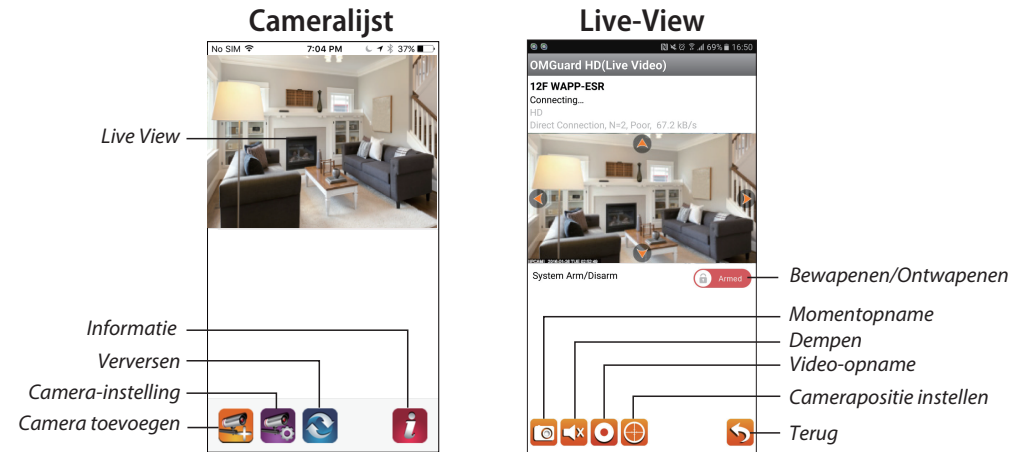 Cameralijst
No SIM 7:04 PM 37%
Live View
Informatie
Verversen
Camera-instelling
Camera toevoegen
Live-View
69% 16:50
OMGuard HD(Live Video)
12F WAPP-ESR
Connecting...
HD
Direct Connection, N=2, Poor, 67.2 kB/s
System Arm/Disarm
Armed
Bewapenen/Ontwapenen
Momentopname
Dempen
Video-opname
Camerapositie instellen
Terug